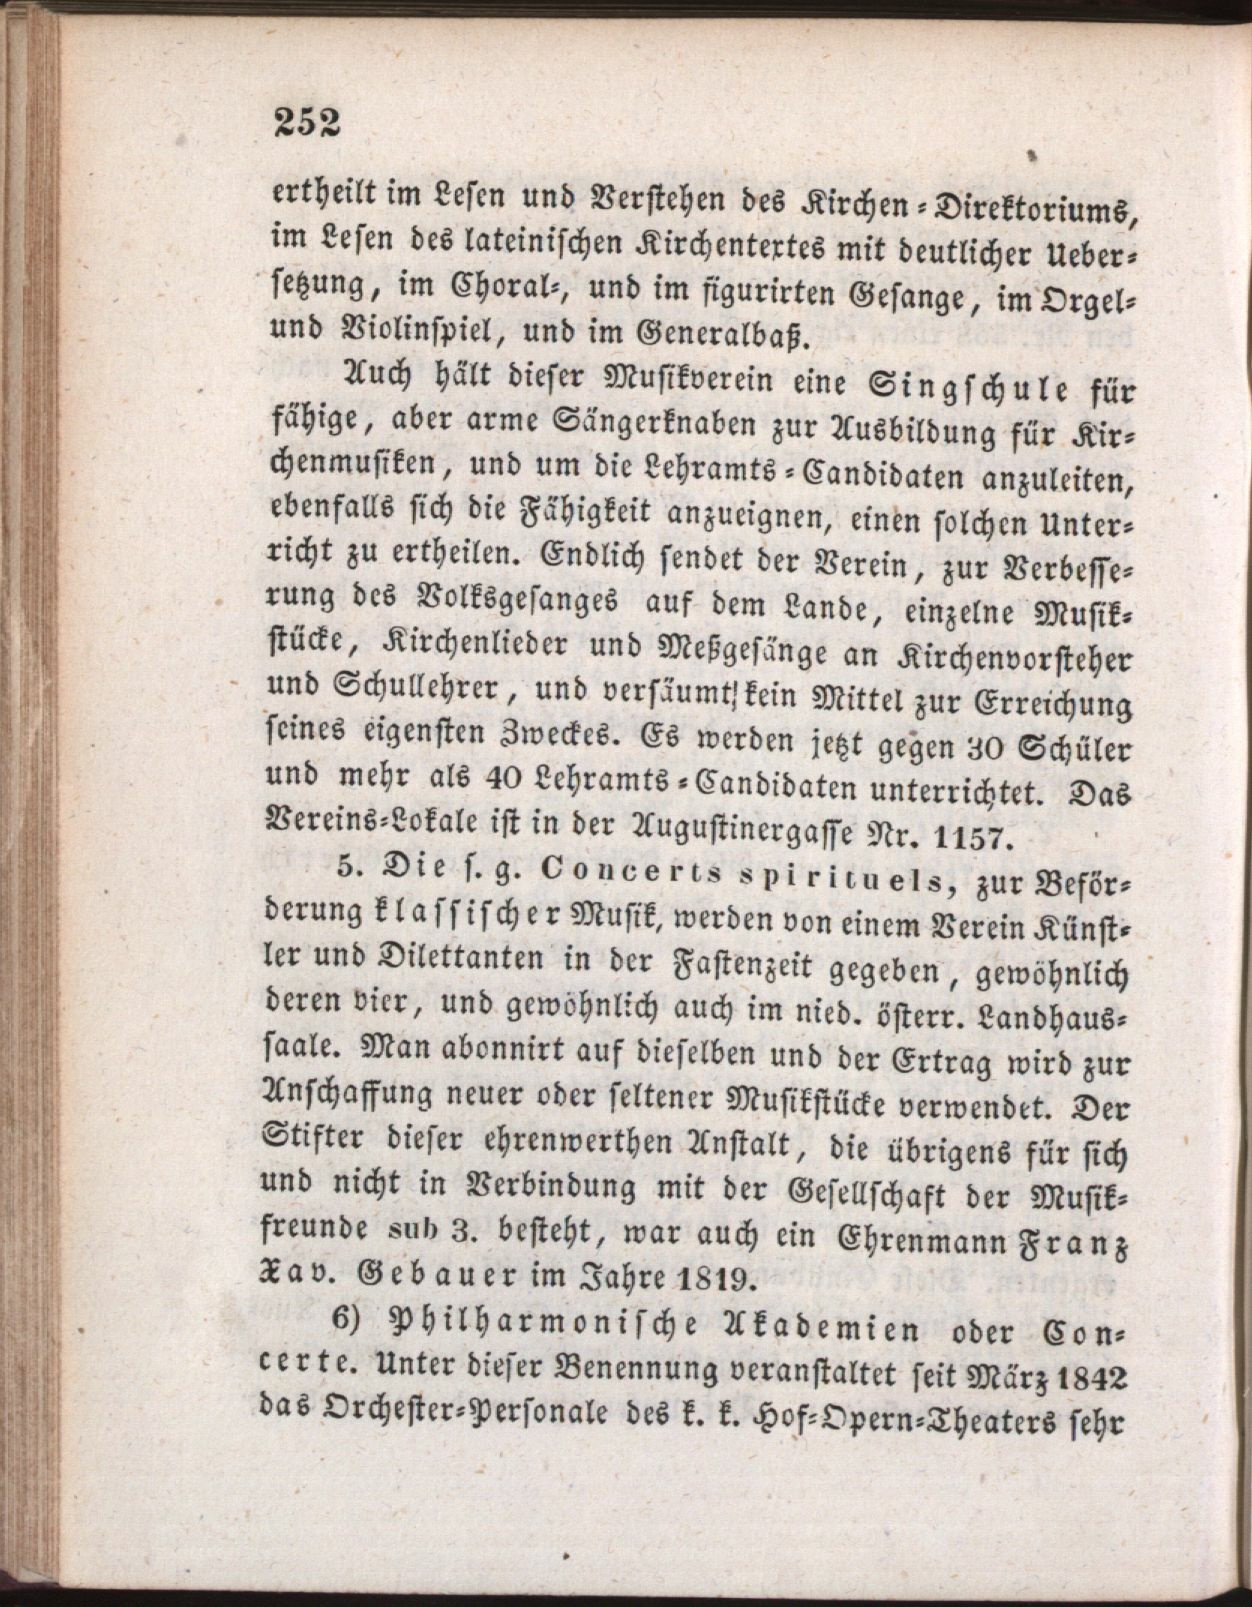 252
ertheilt im Lesen und Verstehen des Kirchen-Direktoriums,
im Lesen des lateinischen Kirchentextes mit deutlicher Ueber-
setzung, im Choral-, und im figurirten Gesange, im Orgel-
und Violinspiel, und im Generalbaß.
Auch hält dieser Musikverein eine Singschule für
fähige, aber arme Sängerknaben zur Ausbildung für Kir-
chenmusiken, und um die Lehramts-Candidaten anzuleiten,
ebenfalls sich die Fähigkeit anzueignen, einen solchen Unter-
richt zu ertheilen. Endlich sendet der Verein, zur Verbesse-
rung des Volksgesanges auf dem Lande, einzelne Musik-
stücke, Kirchenlieder und Meßgesänge an Kirchenvorsteher
und Schullehrer, und versäumt kein Mittel zur Erreichung
seines eigensten Zweckes. Es werden jetzt gegen 30 Schüler
und mehr als 40 Lehramts-Candidaten unterrichtet. Das
Vereins-Lokale ist in der Augustinergasse Nr. 1157.
5. Die s. g. Concerts spirituels, zur Beför-
derung klassischer Musik, werden von einem Verein Künst-
ler und Dilettanten in der Fastenzeit gegeben, gewöhnlich
deren vier, und gewöhnlich auch im nied. österr. Landhaus-
saale. Man abonnirt auf dieselben und der Ertrag wird zur
Anschaffung neuer oder seltener Musikstücke verwendet. Der
Stifter dieser ehrenwerthen Anstalt, die übrigens für sich
und nicht in Verbindung mit der Gesellschaft der Musik-
freunde sub 3. besteht, war auch ein Ehrenmann Franz
Xav. Gebauer im Jahre 1819.
6) Philharmonische Akademien oder Con-
certe. Unter dieser Benennung veranstaltet seit März 1842
das Orchester-Personale des k. k. Hof-Opern-Theaters sehr